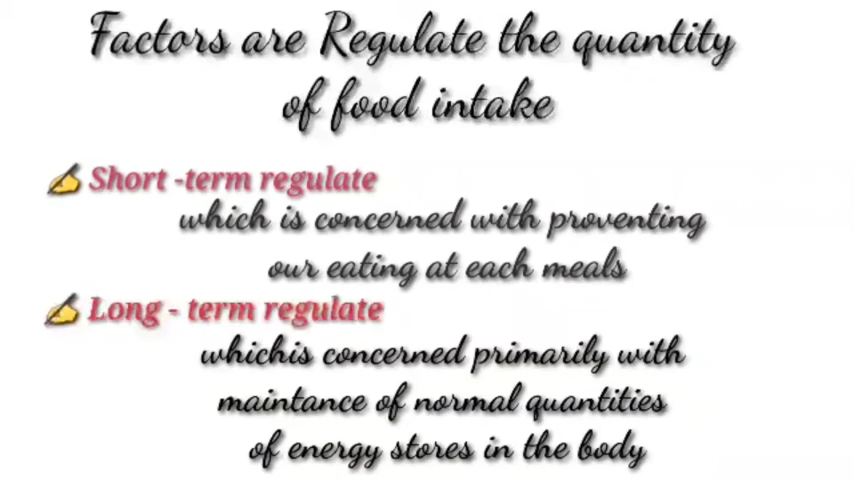 Factors are Regulate the quantity
of food intake
✍ Short -term regulate
which is concerned with proventing
our eating at each meals
✍ Long - term regulate
whichis concerned primarily with
maintance of normal quantities
of energy stores in the body